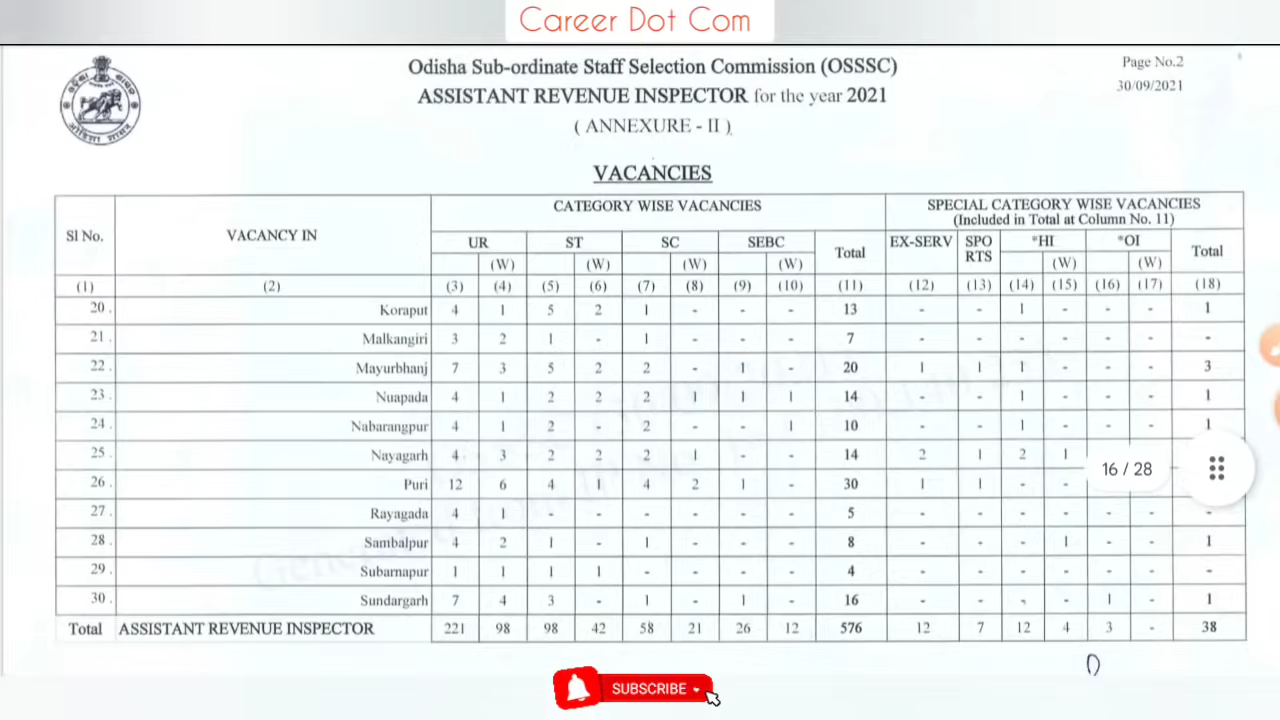 Career Dot Com
Odisha Sub-ordinate Staff Selection Commission (OSSSC)
Page No.2
ASSISTANT REVENUE INSPECTOR for the year 2021
30/09/2021
( ANNEXURE - II )
VACANCIES
Sl No. VACANCY IN CATEGORY WISE VACANCIES SPECIAL CATEGORY WISE VACANCIES
(Included in Total at Column No. 11)
UR ST SC SEBC Total EX-SERV SPO RTS *HI *OI Total
(W) (W) (W) (W) (W) (W)
(1) (2) (3) (4) (5) (6) (7) (8) (9) (10) (11) (12) (13) (14) (15) (16) (17) (18)
20. Koraput 4 1 5 2 1 - - - 13 - - 1 - - - 1
21. Malkangiri 3 2 1 - 1 - - - 7 - - - - - - -
22. Mayurbhanj 7 3 5 2 2 - 1 - 20 1 1 1 - - - 3
23. Nuapada 4 1 2 2 2 1 1 1 14 - - 1 - - - 1
24. Nabarangpur 4 1 2 - 2 - - 1 10 - - 1 - - - 1
25. Nayagarh 4 3 2 2 2 1 - - 14 2 1 2 1
26. Puri 12 6 4 1 4 2 1 - 30 1 1 - -
16 / 28
27. Rayagada 4 1 - - - - - - 5 - - - - - - -
28. Sambalpur 4 2 1 - 1 - - - 8 - - - 1 - - 1
29. Subarnapur 1 1 1 1 - - - - 4 - - - - - - -
30. Sundargarh 7 4 3 - 1 - 1 - 16 - - - - 1 - 1
Total ASSISTANT REVENUE INSPECTOR 221 98 98 42 58 21 26 12 576 12 7 12 4 3 - 38
SUBSCRIBE